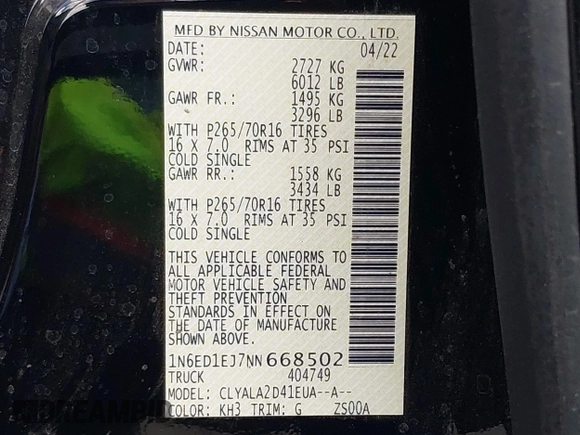 MFD BY NISSAN MOTOR CO., LTD.
DATE: 04/22
GVWR: 2727 KG
6012 LB
GAWR FR.: 1495 KG
3296 LB
WITH P265/70R16 TIRES
16 X 7.0 RIMS AT 35 PSI
COLD SINGLE
GAWR RR.: 1558 KG
3434 LB
WITH P265/70R16 TIRES
16 X 7.0 RIMS AT 35 PSI
COLD SINGLE
THIS VEHICLE CONFORMS TO
ALL APPLICABLE FEDERAL
MOTOR VEHICLE SAFETY AND
THEFT PREVENTION
STANDARDS IN EFFECT ON
THE DATE OF MANUFACTURE
SHOWN ABOVE.
1N6ED1EJ7NN668502
TRUCK 404749
MODEL: CLYALA2D41EUA--A--
COLOR: KH3 TRIM: G ZS00A